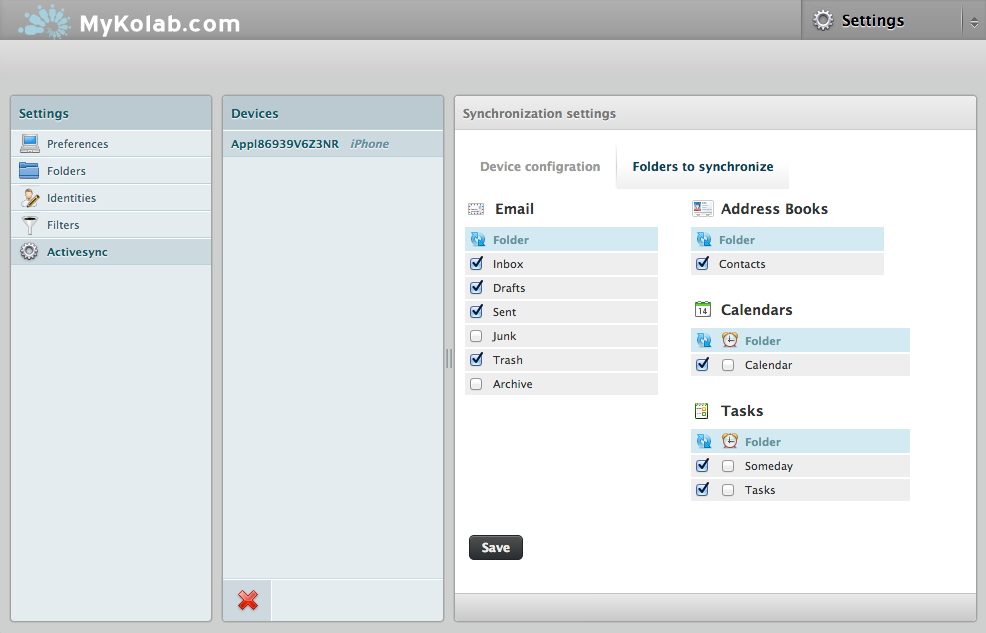 MyKolab.com
Settings
Settings
Preferences
Folders
Identities
Filters
Activesync
Devices
Appl86939V6Z3NR iPhone
Synchronization settings
Device configration
Folders to synchronize
Email
Folder
Inbox
Drafts
Sent
Junk
Trash
Archive
Address Books
Folder
Contacts
14
Calendars
Folder
Calendar
Tasks
Folder
Someday
Tasks
Save